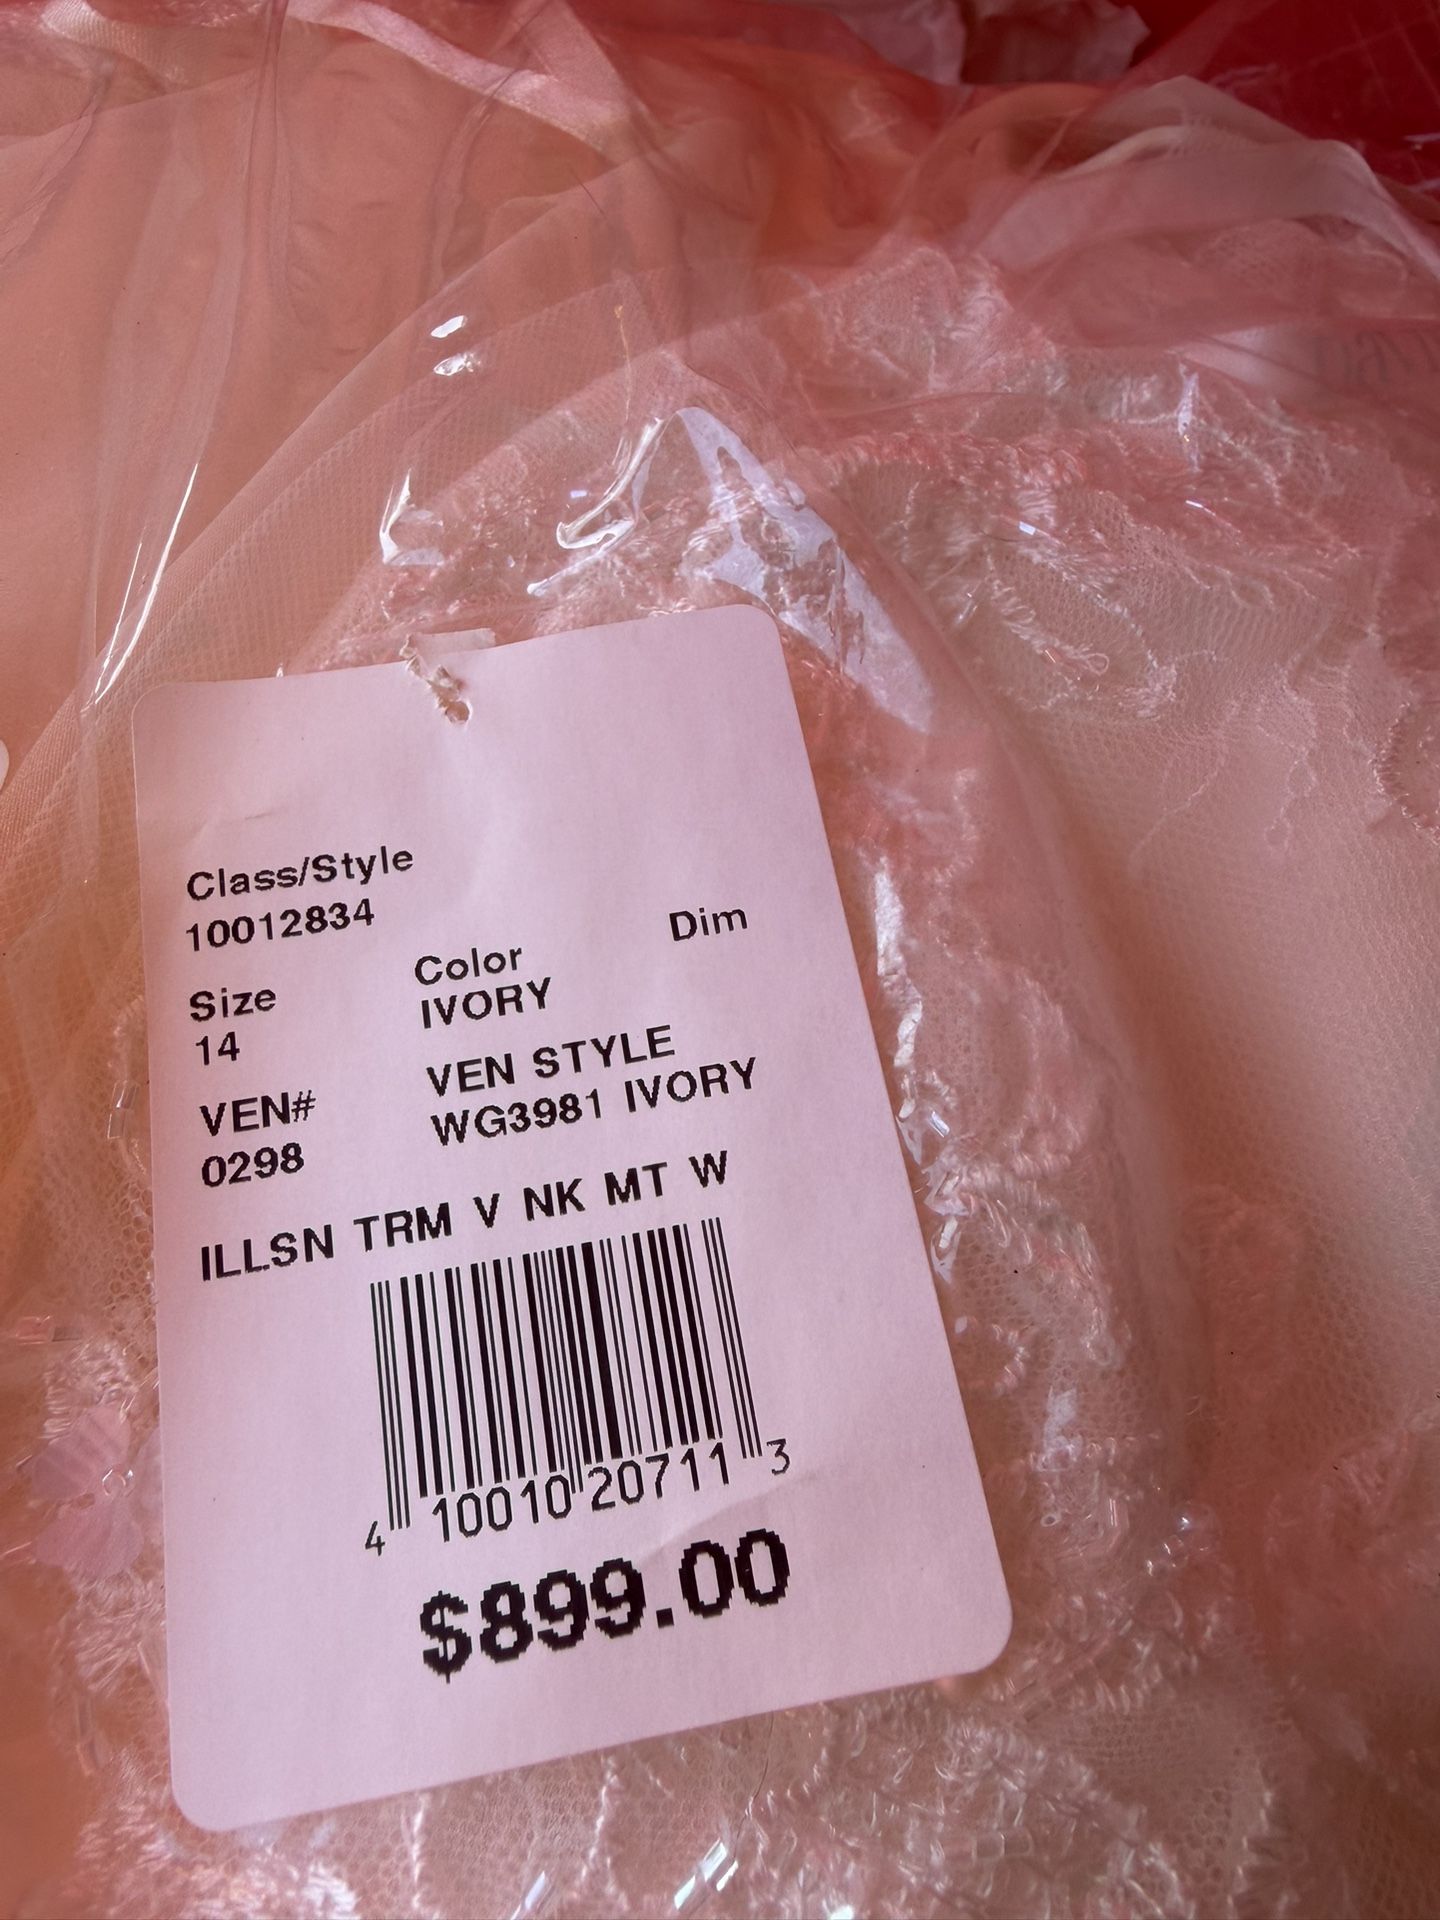 Class/Style
10012834
Dim
Size
14
Color
IVORY
VEN#
0298
VEN STYLE
WG3981 IVORY
ILLSN TRM V NK MT W
4 10010 20711 3
$899.00